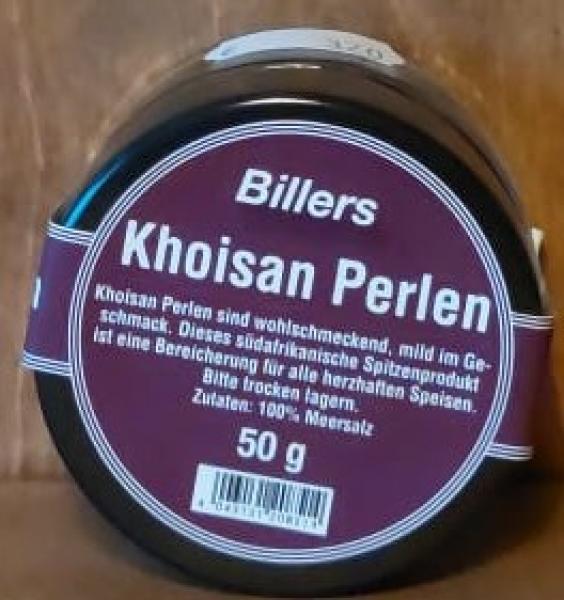 Billers
Khoisan Perlen
Khoisan Perlen sind wohlschmeckend, mild im Ge-
schmack. Dieses südafrikanische Spitzenprodukt
ist eine Bereicherung für alle herzhaften Speisen.
Bitte trocken lagern.
Zutaten: 100% Meersalz
50 g